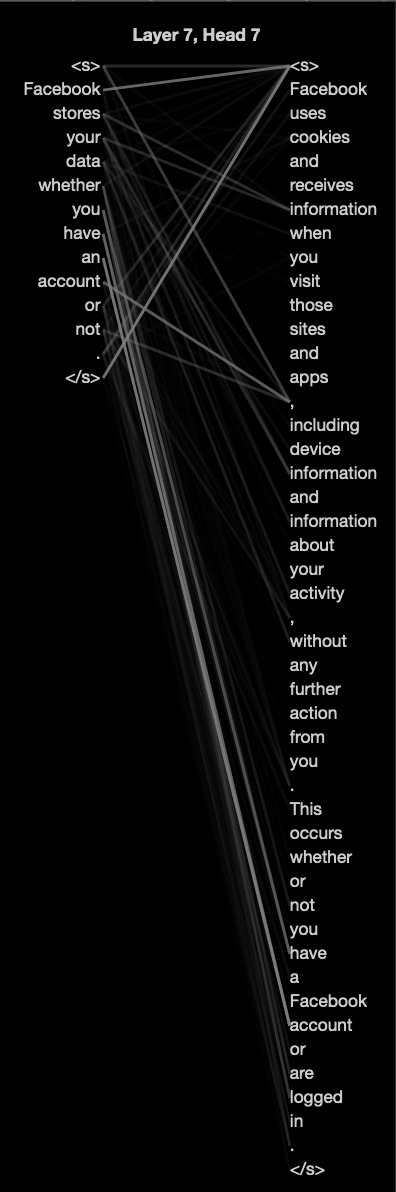 Layer 7, Head 7
<s>
Facebook
stores
your
data
whether
you
have
an
account
or
not
.
</s>
<s>
Facebook
uses
cookies
and
receives
information
when
you
visit
those
sites
and
apps
,
including
device
information
and
information
about
your
activity
,
without
any
further
action
from
you
.
This
occurs
whether
or
not
you
have
a
Facebook
account
or
are
logged
in
.
</s>